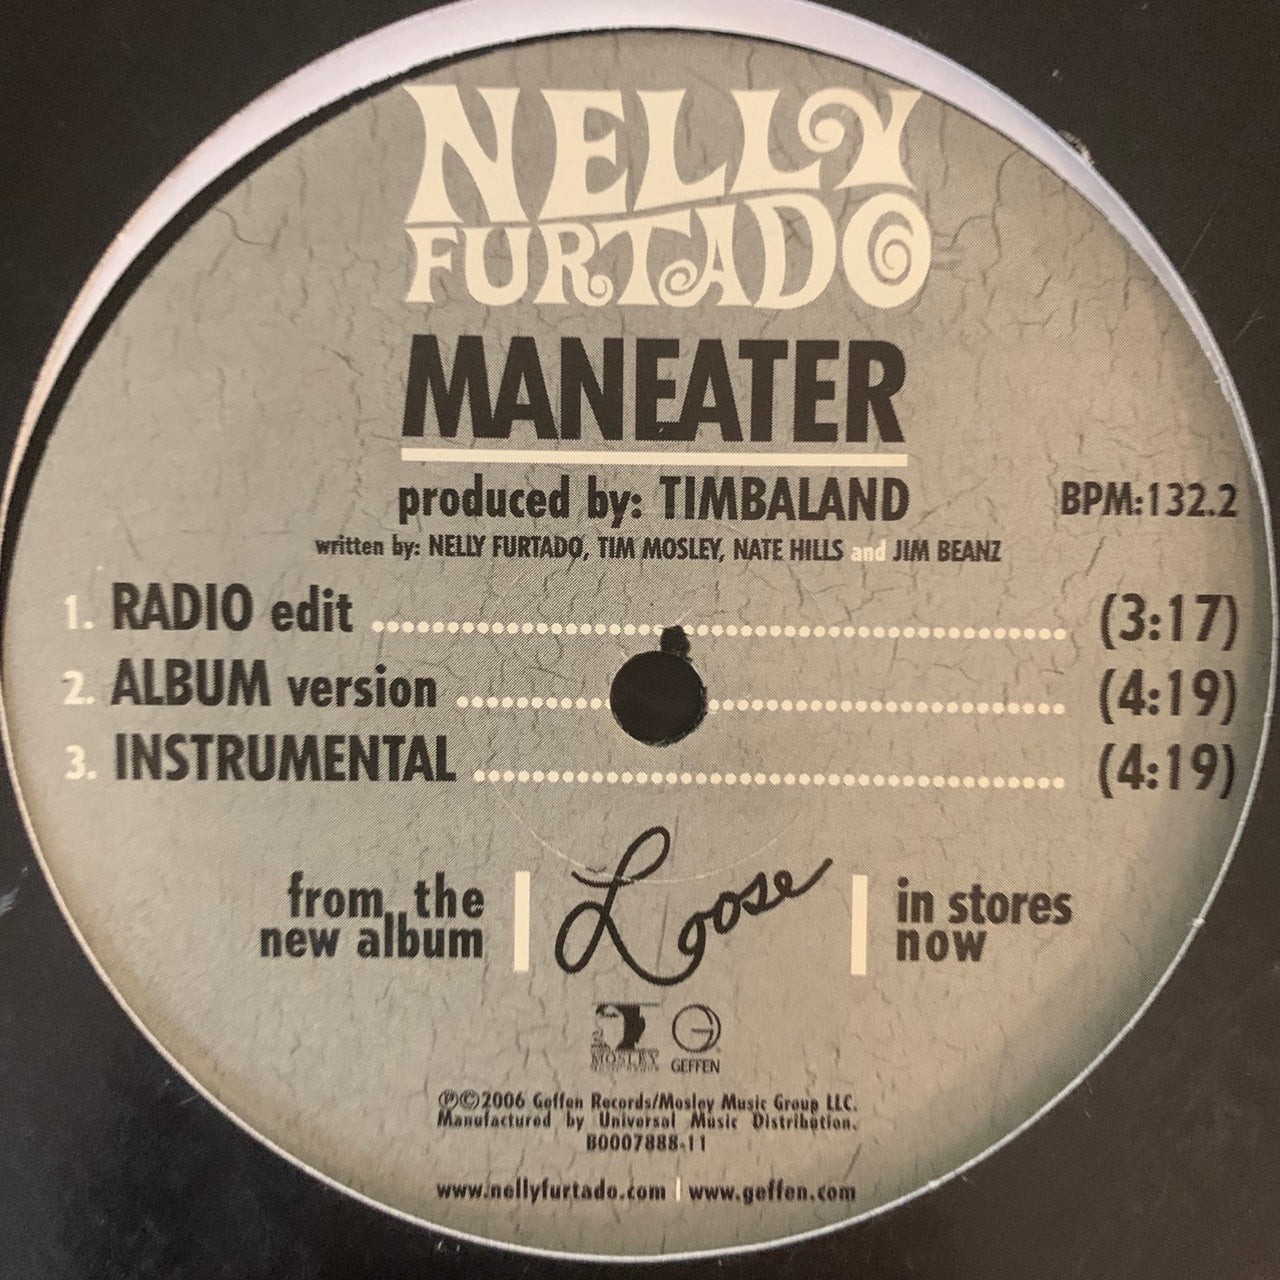 NELLY
FURTADO
MANEATER
produced by: TIMBALAND
BPM:132.2
written by: NELLY FURTADO, TIM MOSLEY, NATE HILLS and JIM BEANZ
1. RADIO edit (3:17)
2. ALBUM version (4:19)
3. INSTRUMENTAL (4:19)
from the
new album
Loose
in stores
now
MOSLEY
GEFFEN
℗©2006 Geffen Records/Mosley Music Group LLC.
Manufactured by Universal Music Distribution.
B0007888-11
www.nellyfurtado.com | www.geffen.com